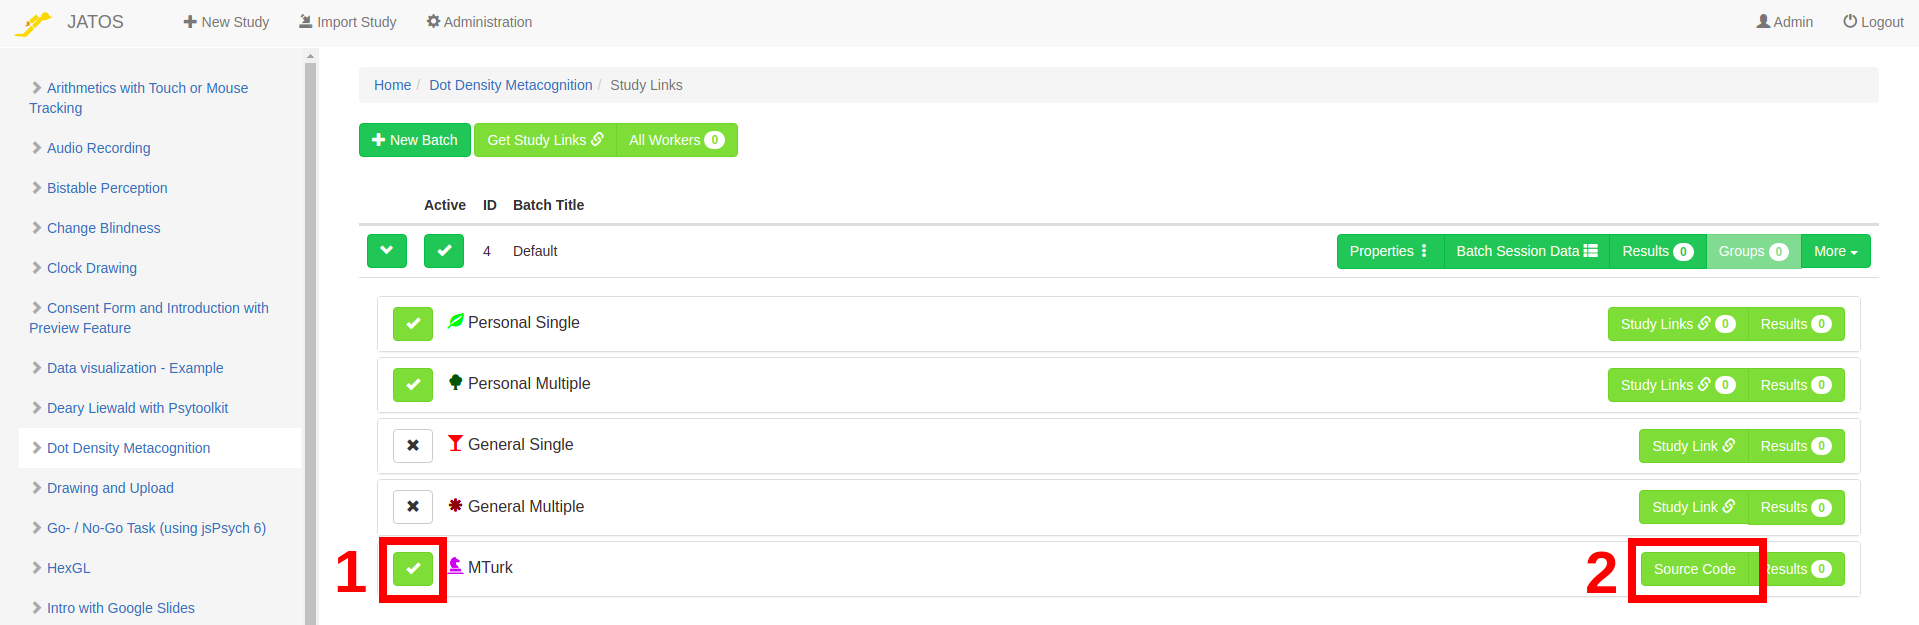 JATOS New Study Import Study Administration Admin Logout
Arithmetics with Touch or Mouse
Tracking
Audio Recording
Bistable Perception
Change Blindness
Clock Drawing
Consent Form and Introduction with
Preview Feature
Data visualization - Example
Deary Liewald with Psytoolkit
Dot Density Metacognition
Drawing and Upload
Go- / No-Go Task (using jsPsych 6)
HexGL
Intro with Google Slides
Home / Dot Density Metacognition / Study Links
New Batch Get Study Links All Workers 0
Active ID Batch Title
4 Default Properties Batch Session Data Results 0 Groups 0 More
Personal Single Study Links 0 Results 0
Personal Multiple Study Links 0 Results 0
General Single Study Link Results 0
General Multiple Study Link Results 0
1 MTurk 2 Source Code Results 0